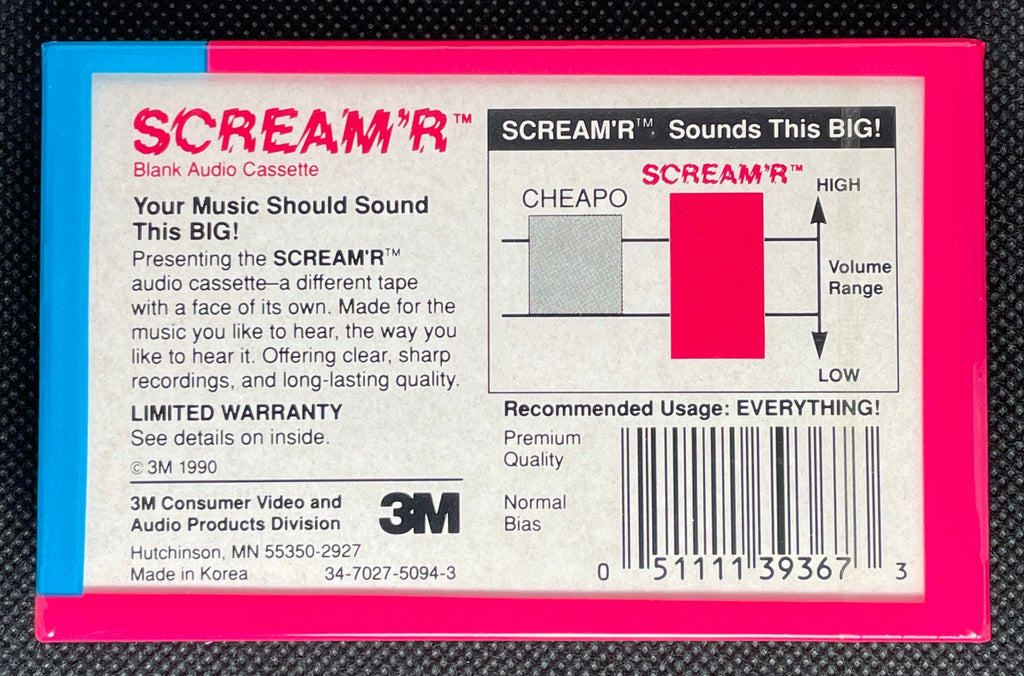 SCREAM'R™
Blank Audio Cassette
Your Music Should Sound
This BIG!
Presenting the SCREAM'R™
audio cassette—a different tape
with a face of its own. Made for the
music you like to hear, the way you
like to hear it. Offering clear, sharp
recordings, and long-lasting quality.
LIMITED WARRANTY
See details on inside.
© 3M 1990
3M Consumer Video and
Audio Products Division
3M
Hutchinson, MN 55350-2927
Made in Korea 34-7027-5094-3
SCREAM'R™ Sounds This BIG!
SCREAM'R™
CHEAPO
HIGH
Volume
Range
LOW
Recommended Usage: EVERYTHING!
Premium
Quality
Normal
Bias
0 51111 39367 3